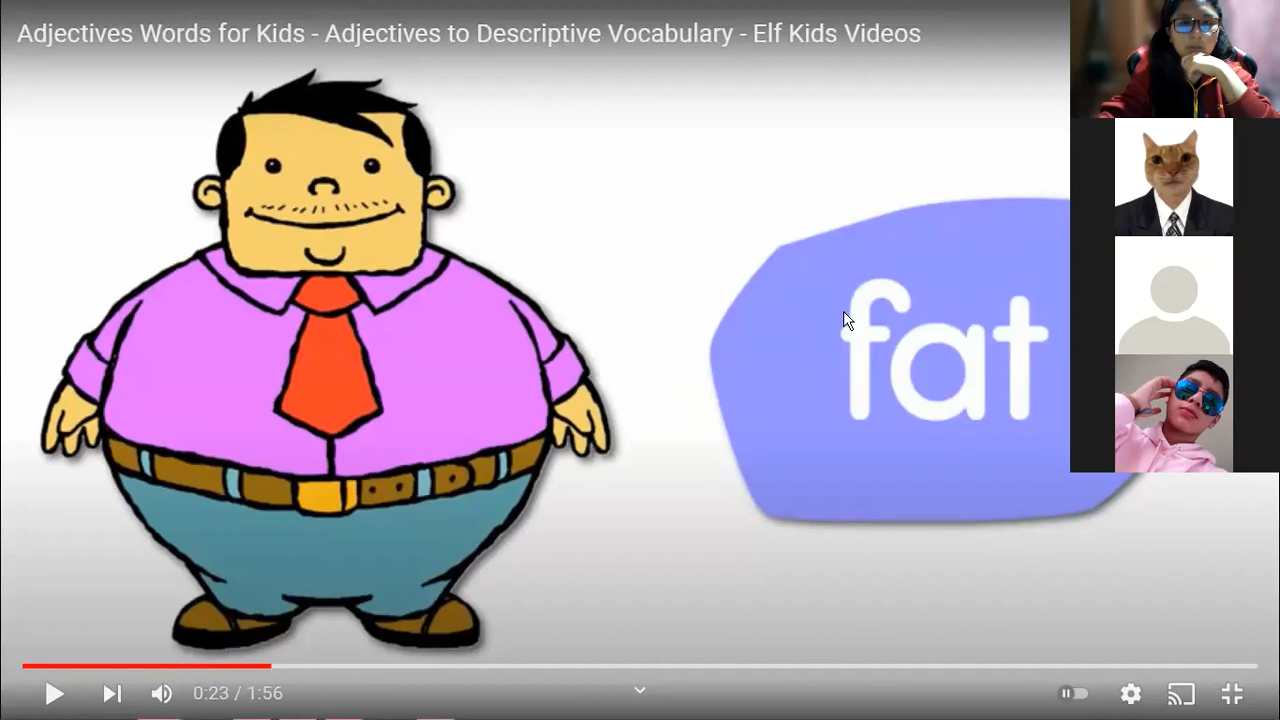 Adjectives Words for Kids - Adjectives to Descriptive Vocabulary - Elf Kids Videos
fat
0:23 / 1:56